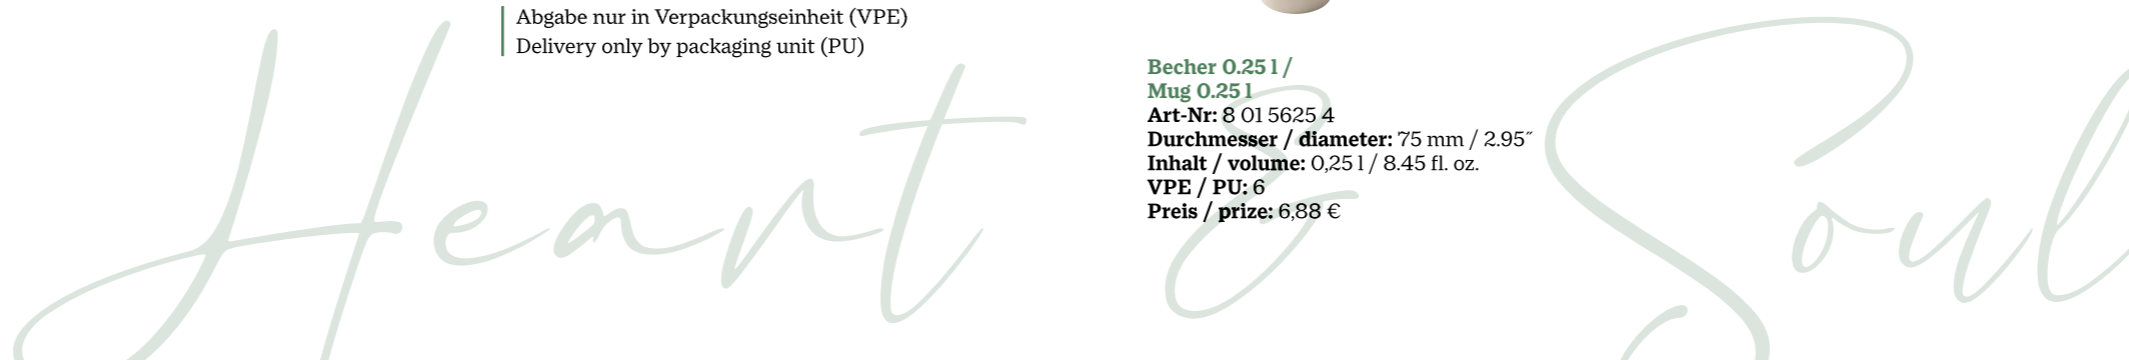 Abgabe nur in Verpackungseinheit (VPE)
Delivery only by packaging unit (PU)
Becher 0.25 l /
Mug 0.25 l
Art-Nr: 8 01 5625 4
Durchmesser / diameter: 75 mm / 2.95˝
Inhalt / volume: 0,25 l / 8.45 fl. oz.
VPE / PU: 6
Preis / prize: 6,88 €
Heart & Soul